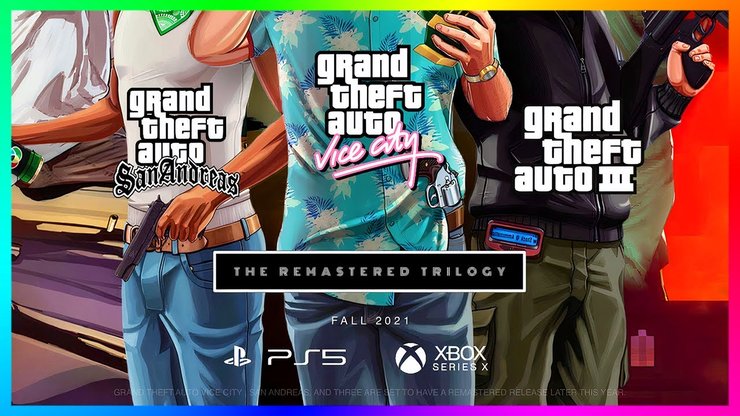 grand
theft
auto
San Andreas
grand
theft
auto
vice city
grand
theft
auto III
THE REMASTERED TRILOGY
FALL 2021
PS5
XBOX
SERIES X
GRAND THEFT AUTO VICE CITY , SAN ANDREAS, AND THREE ARE SET TO HAVE A REMASTERED RELEASE LATER THIS YEAR.